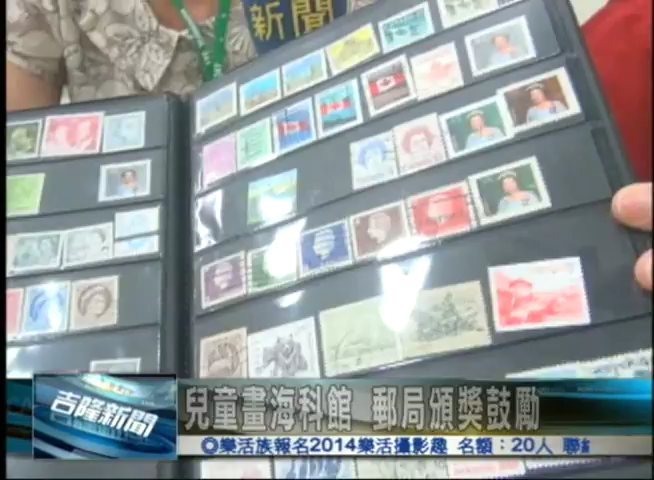 新聞
吉隆新聞
兒童畫海科館 郵局頒獎鼓勵
◎樂活族報名2014樂活攝影趣 名額：20人 聯